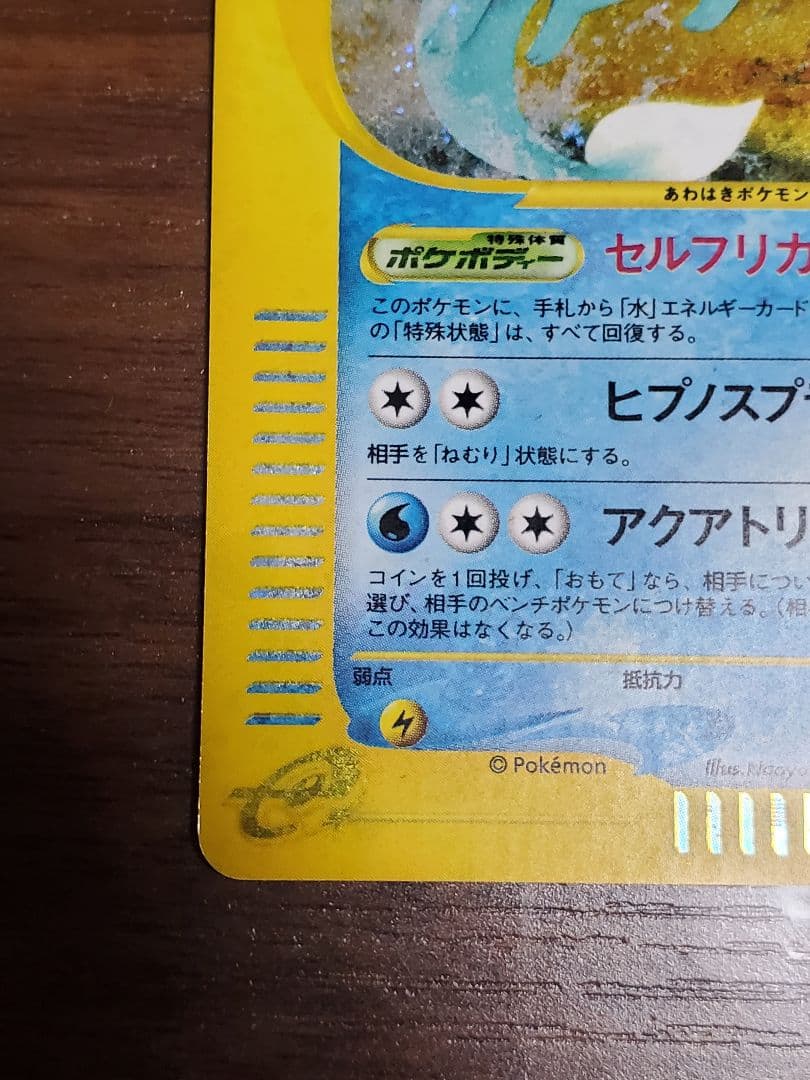 あわはきポケモン
特殊体質
ポケボディー セルフリカ
このポケモンに、手札から「水」エネルギーカード
の「特殊状態」は、すべて回復する。
ヒプノスプ
相手を「ねむり」状態にする。
アクアトリ
コインを1回投げ、「おもて」なら、相手につい
選び、相手のベンチポケモンにつけ替える。(相
この効果はなくなる。)
弱点 抵抗力
© Pokémon Illus. Naoyo
e